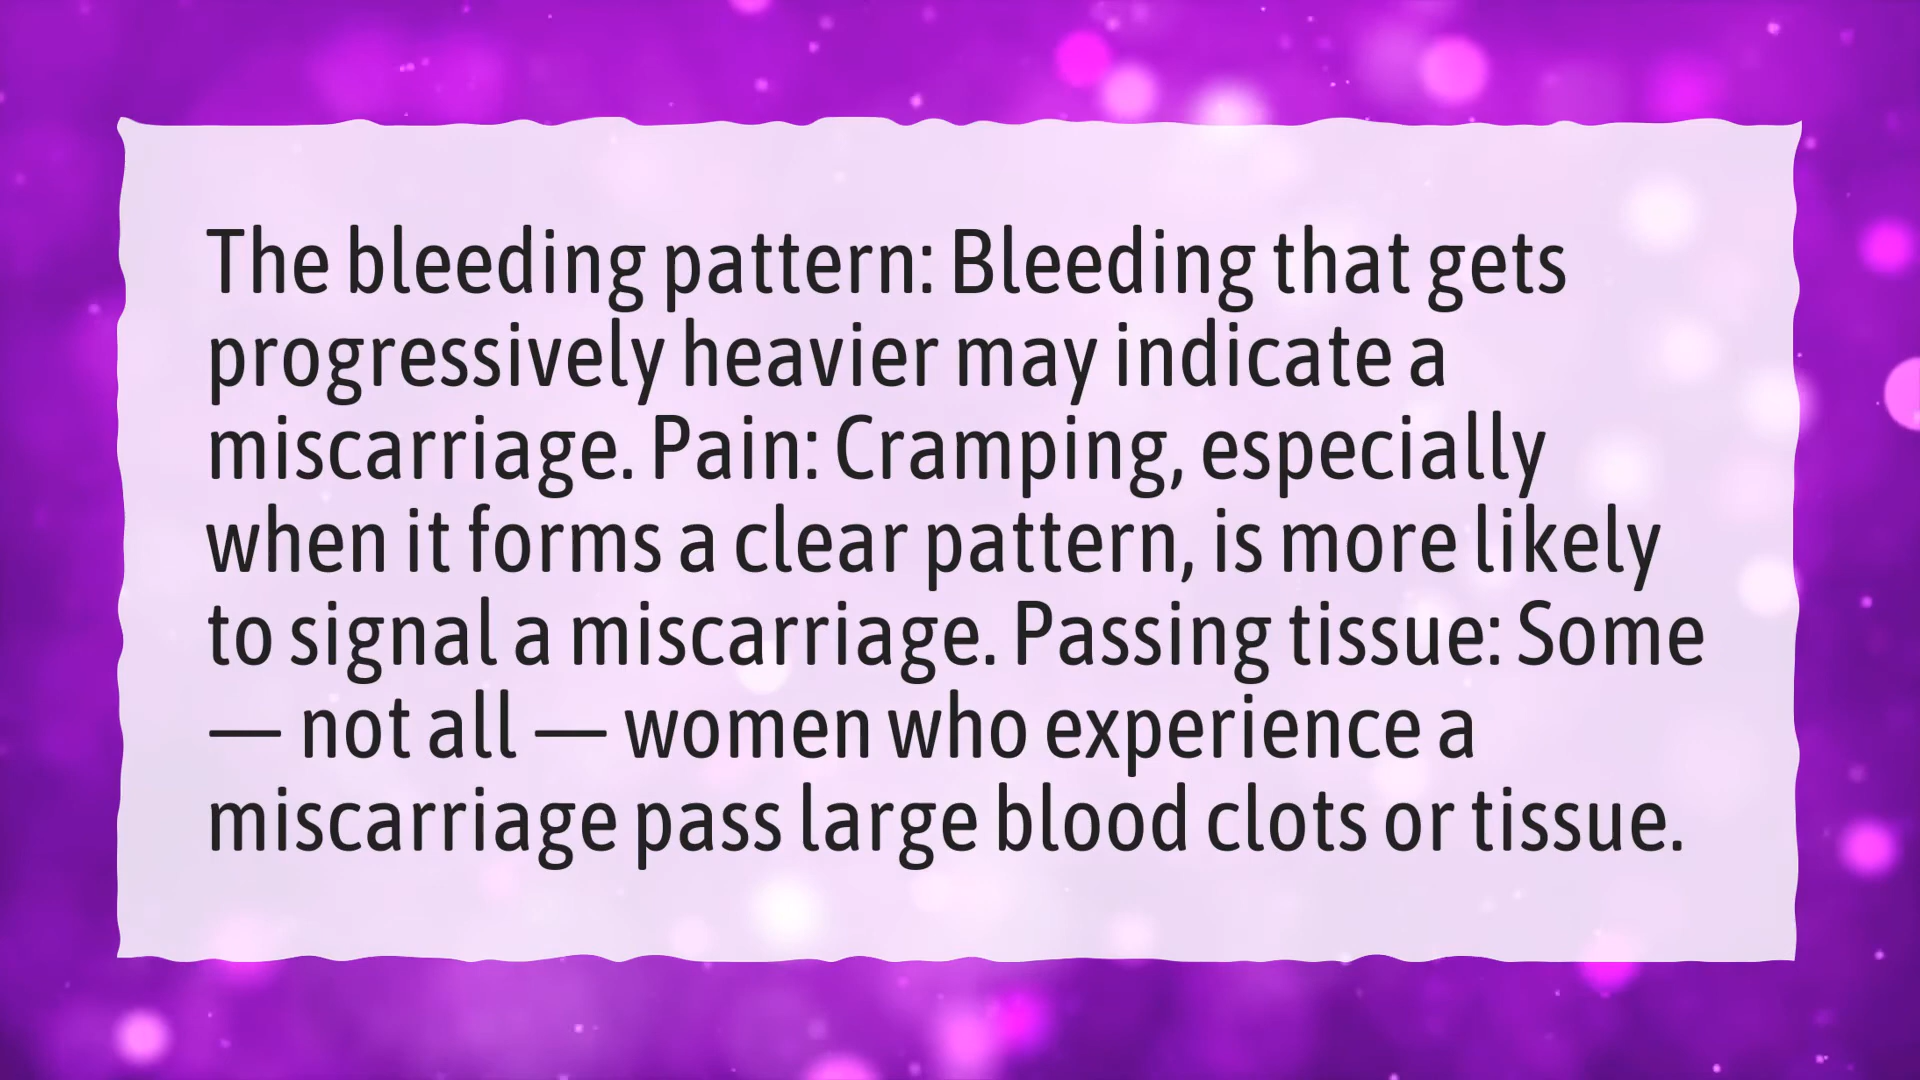 The bleeding pattern: Bleeding that gets
progressively heavier may indicate a
miscarriage. Pain: Cramping, especially
when it forms a clear pattern, is more likely
to signal a miscarriage. Passing tissue: Some
— not all — women who experience a
miscarriage pass large blood clots or tissue.